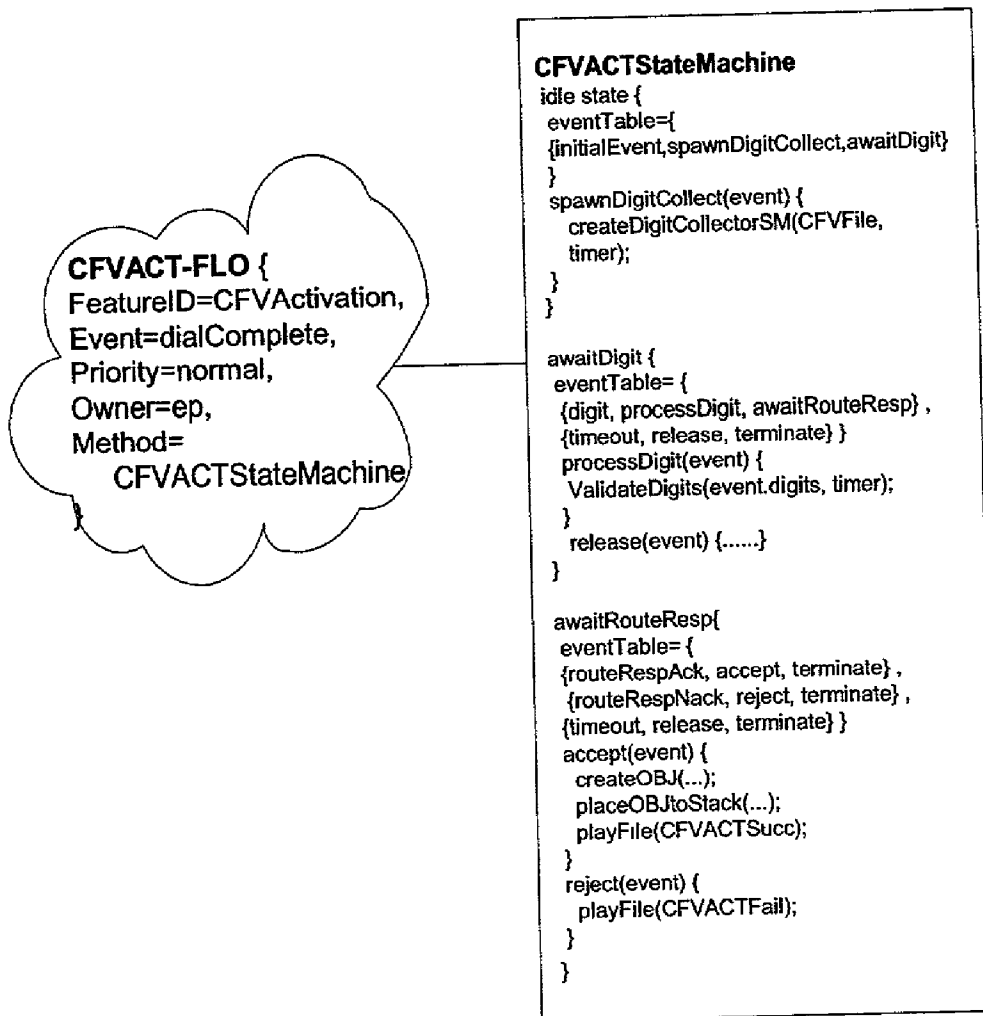 CFVACT-FLO {
FeatureID=CFVActivation,
Event=dialComplete,
Priority=normal,
Owner=ep,
Method=
CFVACTStateMachine
}
CFVACTStateMachine
idle state {
eventTable={
{initialEvent,spawnDigitCollect,awaitDigit}
}
spawnDigitCollect(event) {
createDigitCollectorSM(CFVFile,
timer);
}
}
awaitDigit {
eventTable= {
{digit, processDigit, awaitRouteResp} ,
{timeout, release, terminate} }
processDigit(event) {
ValidateDigits(event.digits, timer);
}
release(event) {......}
}
awaitRouteResp{
eventTable= {
{routeRespAck, accept, terminate} ,
{routeRespNack, reject, terminate} ,
{timeout, release, terminate} }
accept(event) {
createOBJ(...);
placeOBJtoStack(...);
playFile(CFVACTSucc);
}
reject(event) {
playFile(CFVACTFail);
}
}